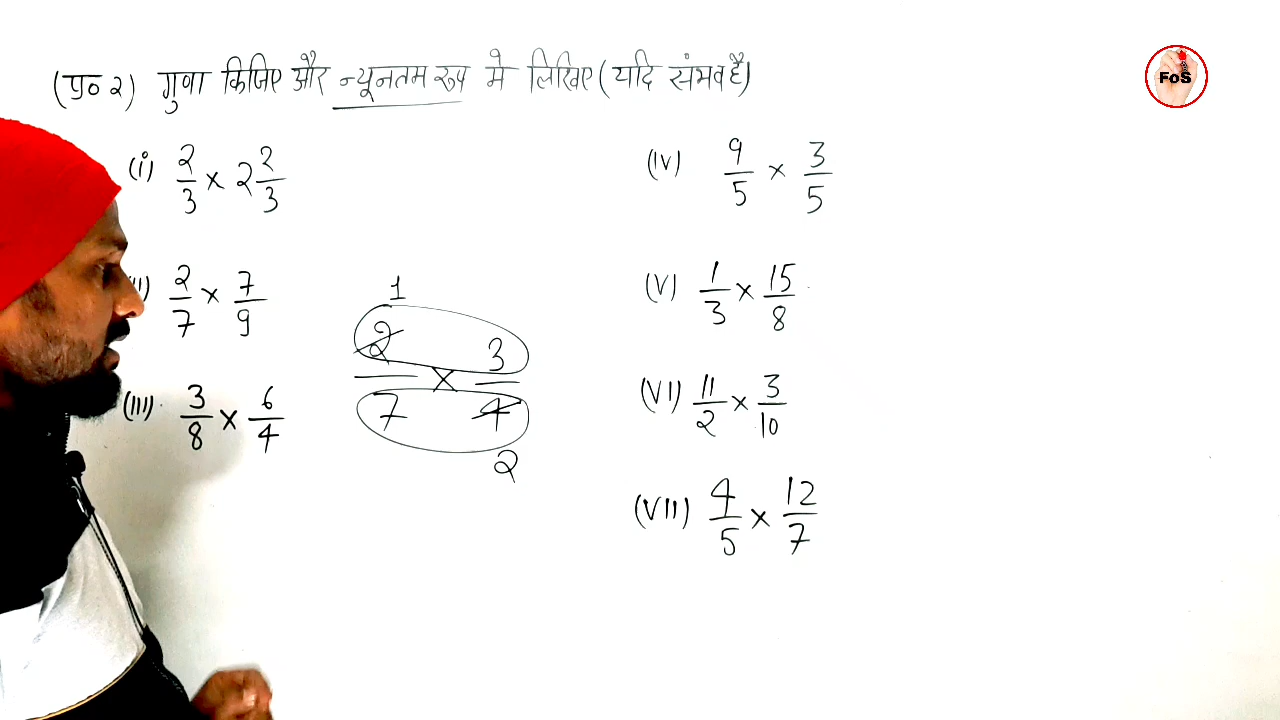 (प्र० २) गुणा किजिए और न्यूनतम रूप मे लिखिए (यदि संभव है)
FoS
(i) 2/3 × 2 2/3
(ii) 2/7 × 7/9
(III) 3/8 × 6/4
1
2/7 × 3/4
2
(IV) 9/5 × 3/5
(V) 1/3 × 15/8
(VI) 11/2 × 3/10
(VII) 4/5 × 12/7